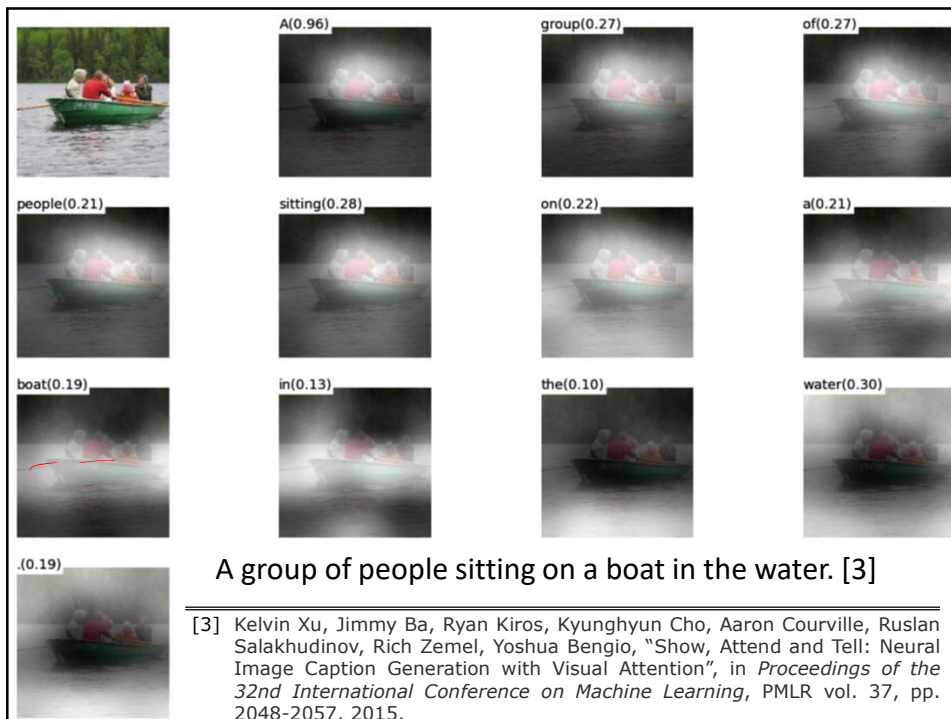 A(0.96)
group(0.27)
of(0.27)
people(0.21)
sitting(0.28)
on(0.22)
a(0.21)
boat(0.19)
in(0.13)
the(0.10)
water(0.30)
.(0.19)
A group of people sitting on a boat in the water. [3]
[3] Kelvin Xu, Jimmy Ba, Ryan Kiros, Kyunghyun Cho, Aaron Courville, Ruslan
Salakhudinov, Rich Zemel, Yoshua Bengio, “Show, Attend and Tell: Neural
Image Caption Generation with Visual Attention”, in Proceedings of the
32nd International Conference on Machine Learning, PMLR vol. 37, pp.
2048-2057, 2015.